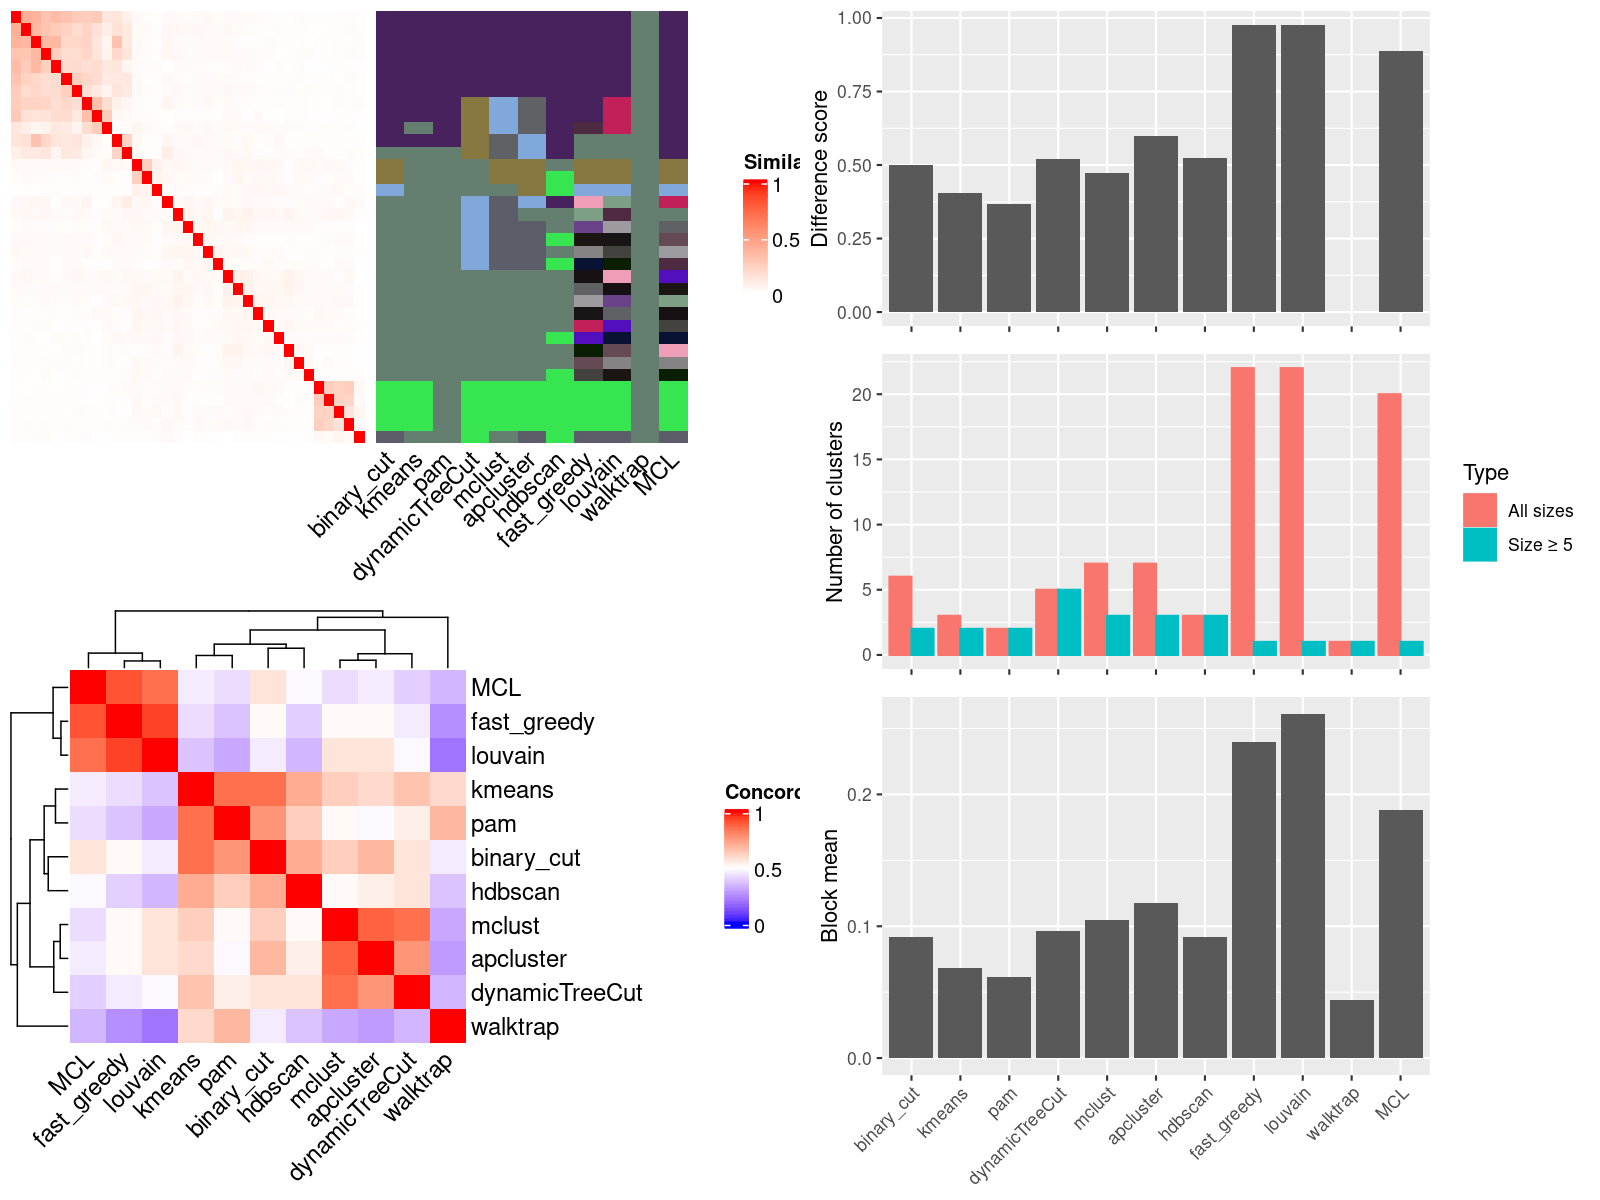 Simila
1
0.5
0
binary_cut
kmeans
pam
dynamicTreeCut
mclust
apcluster
hdbscan
fast_greedy
louvain
walktrap
MCL
MCL
fast_greedy
louvain
kmeans
pam
binary_cut
hdbscan
mclust
apcluster
dynamicTreeCut
walktrap
MCL
fast_greedy
louvain
kmeans
pam
binary_cut
hdbscan
mclust
apcluster
dynamicTreeCut
walktrap
Concord
1
0.5
0
Difference score
1.00
0.75
0.50
0.25
0.00
Number of clusters
20
15
10
5
0
Type
All sizes
Size ≥ 5
Block mean
0.2
0.1
0.0
binary_cut
kmeans
pam
dynamicTreeCut
mclust
apcluster
hdbscan
fast_greedy
louvain
walktrap
MCL